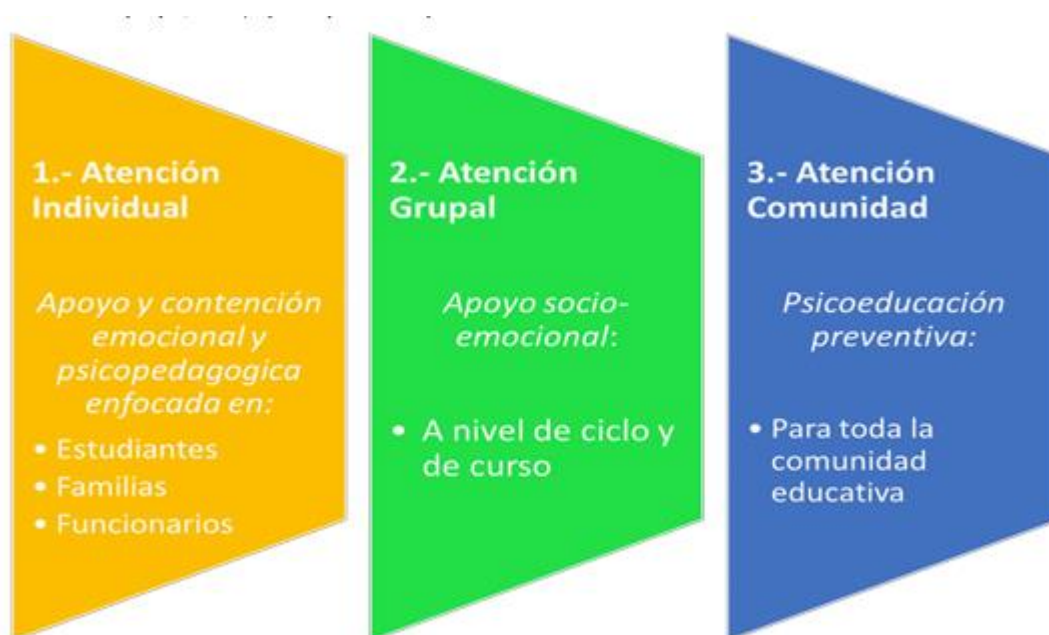 1.- Atención
Individual
Apoyo y contención
emocional y
psicopedagogica
enfocada en:
• Estudiantes
• Familias
• Funcionarios
2.- Atención
Grupal
Apoyo socio-
emocional:
• A nivel de ciclo y
de curso
3.- Atención
Comunidad
Psicoeducación
preventiva:
• Para toda la
comunidad
educativa